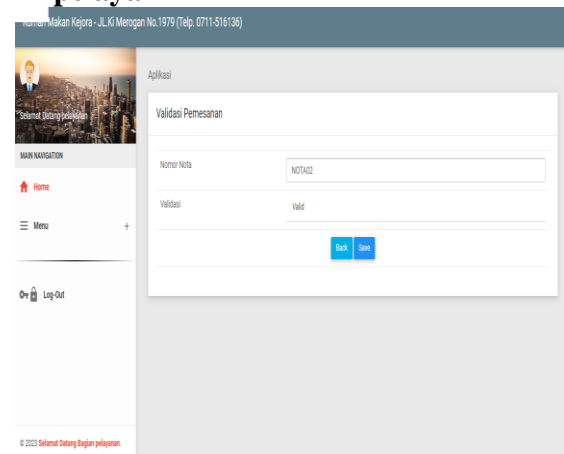 Makan Kejora - JL.Ki Merogan No.1979 (Telp. 0711-516136)
Aplikasi
Selamat Datang pelayanan
Validasi Pemesanan
MAIN NAVIGATION
Nomor Nota
NOTA02
Home
Validasi
Valid
Menu +
Back Save
Log-Out
© 2023 Selamat Datang Bagian pelayanan.